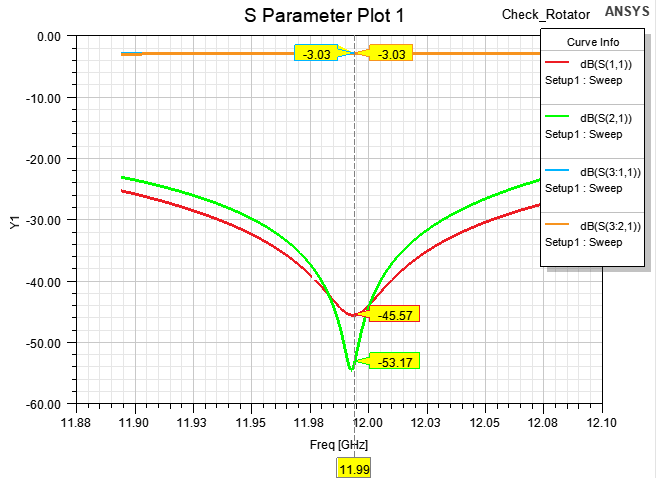 S Parameter Plot 1
Check_Rotator
ANSYS
Curve Info
dB(S(1,1))
Setup1 : Sweep
dB(S(2,1))
Setup1 : Sweep
dB(S(3:1,1))
Setup1 : Sweep
dB(S(3:2,1))
Setup1 : Sweep
0.00
-10.00
-20.00
-30.00
-40.00
-50.00
-60.00
Y1
-3.03
-3.03
-45.57
-53.17
11.88
11.90
11.93
11.95
11.98
12.00
12.03
12.05
12.08
12.10
Freq [GHz]
11.99